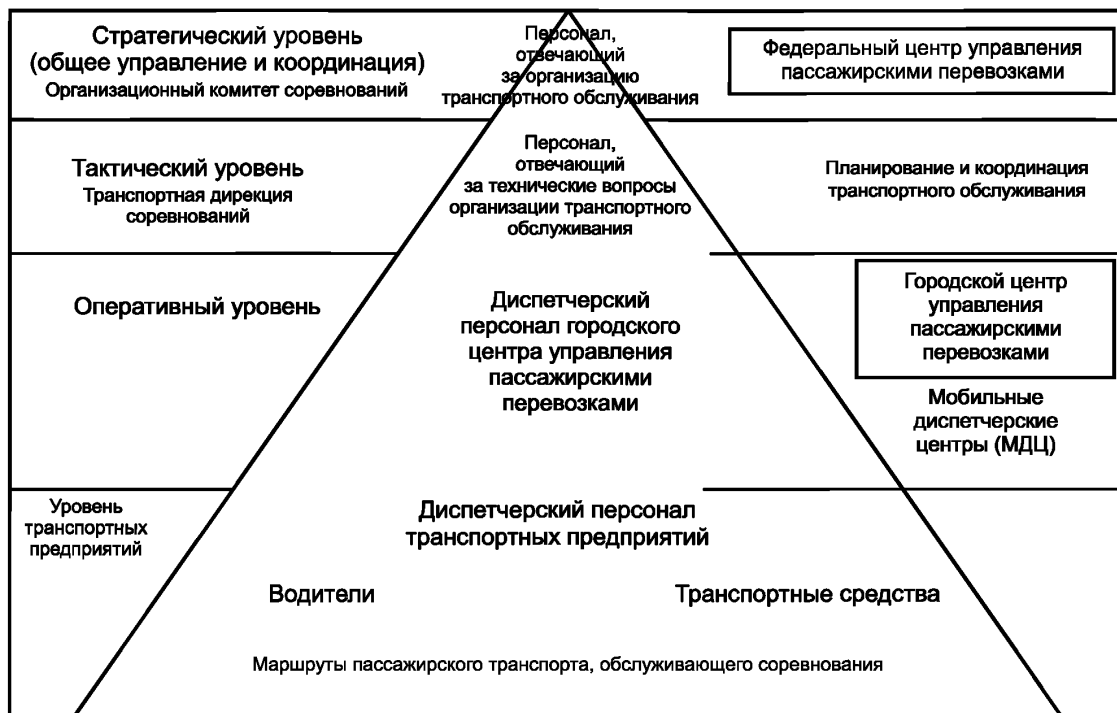 Стратегический уровень
(общее управление и координация)
Организационный комитет соревнований
Персонал,
отвечающий
за организацию
транспортного обслуживания
Федеральный центр управления
пассажирскими перевозками
Тактический уровень
Транспортная дирекция
соревнований
Персонал,
отвечающий
за технические вопросы
организации транспортного
обслуживания
Планирование и координация
транспортного обслуживания
Оперативный уровень
Диспетчерский
персонал городского
центра управления
пассажирскими
перевозками
Городской центр
управления
пассажирскими
перевозками
Мобильные
диспетчерские
центры (МДЦ)
Уровень
транспортных
предприятий
Диспетчерский персонал
транспортных предприятий
Водители
Транспортные средства
Маршруты пассажирского транспорта, обслуживающего соревнования